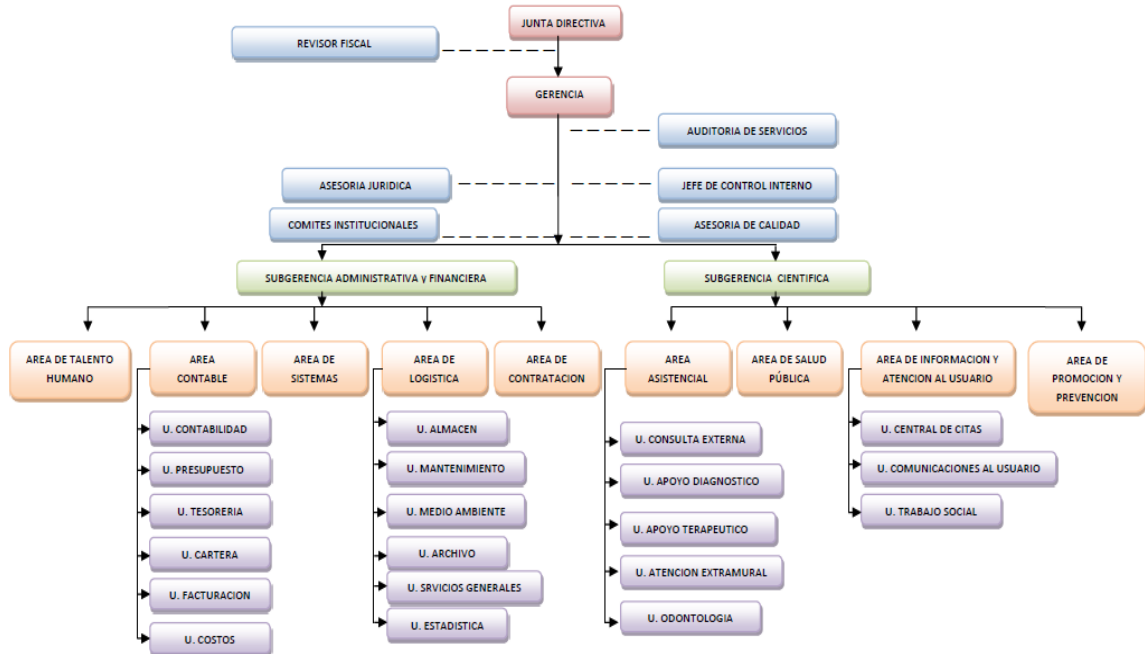 JUNTA DIRECTIVA
REVISOR FISCAL
GERENCIA
AUDITORIA DE SERVICIOS
ASESORIA JURIDICA
JEFE DE CONTROL INTERNO
COMITES INSTITUCIONALES
ASESORIA DE CALIDAD
SUBGERENCIA ADMINISTRATIVA y FINANCIERA
SUBGERENCIA CIENTIFICA
AREA DE TALENTO
HUMANO
AREA
CONTABLE
AREA DE
SISTEMAS
AREA DE
LOGISTICA
AREA DE
CONTRATACION
AREA
ASISTENCIAL
AREA DE SALUD
PÚBLICA
AREA DE INFORMACION Y
ATENCION AL USUARIO
AREA DE
PROMOCION Y
PREVENCION
U. CONTABILIDAD
U. PRESUPUESTO
U. TESORERIA
U. CARTERA
U. FACTURACION
U. COSTOS
U. ALMACEN
U. MANTENIMIENTO
U. MEDIO AMBIENTE
U. ARCHIVO
U. SRVICIOS GENERALES
U. ESTADISTICA
U. CONSULTA EXTERNA
U. APOYO DIAGNOSTICO
U. APOYO TERAPEUTICO
U. ATENCION EXTRAMURAL
U. ODONTOLOGIA
U. CENTRAL DE CITAS
U. COMUNICACIONES AL USUARIO
U. TRABAJO SOCIAL